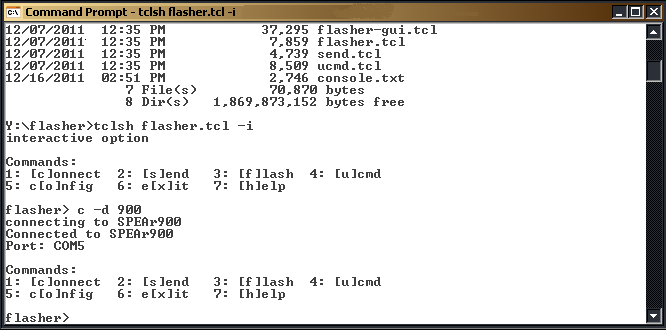 Command Prompt - tclsh flasher.tcl -i
12/07/2011  12:35 PM            37,295 flasher-gui.tcl
12/07/2011  12:35 PM             7,859 flasher.tcl
12/07/2011  12:35 PM             4,739 send.tcl
12/07/2011  12:35 PM             8,509 ucmd.tcl
12/16/2011  02:51 PM             2,746 console.txt
               7 File(s)         70,870 bytes
               8 Dir(s)   1,869,873,152 bytes free
Y:\flasher>tclsh flasher.tcl -i
interactive option
Commands:
1: [c]onnect  2: [s]end   3: [f]lash  4: [u]cmd
5: c[o]nfig   6: e[x]it   7: [h]elp
flasher> c -d 900
connecting to SPEAr900
Connected to SPEAr900
Port: COM5
Commands:
1: [c]onnect  2: [s]end   3: [f]lash  4: [u]cmd
5: c[o]nfig   6: e[x]it   7: [h]elp
flasher>